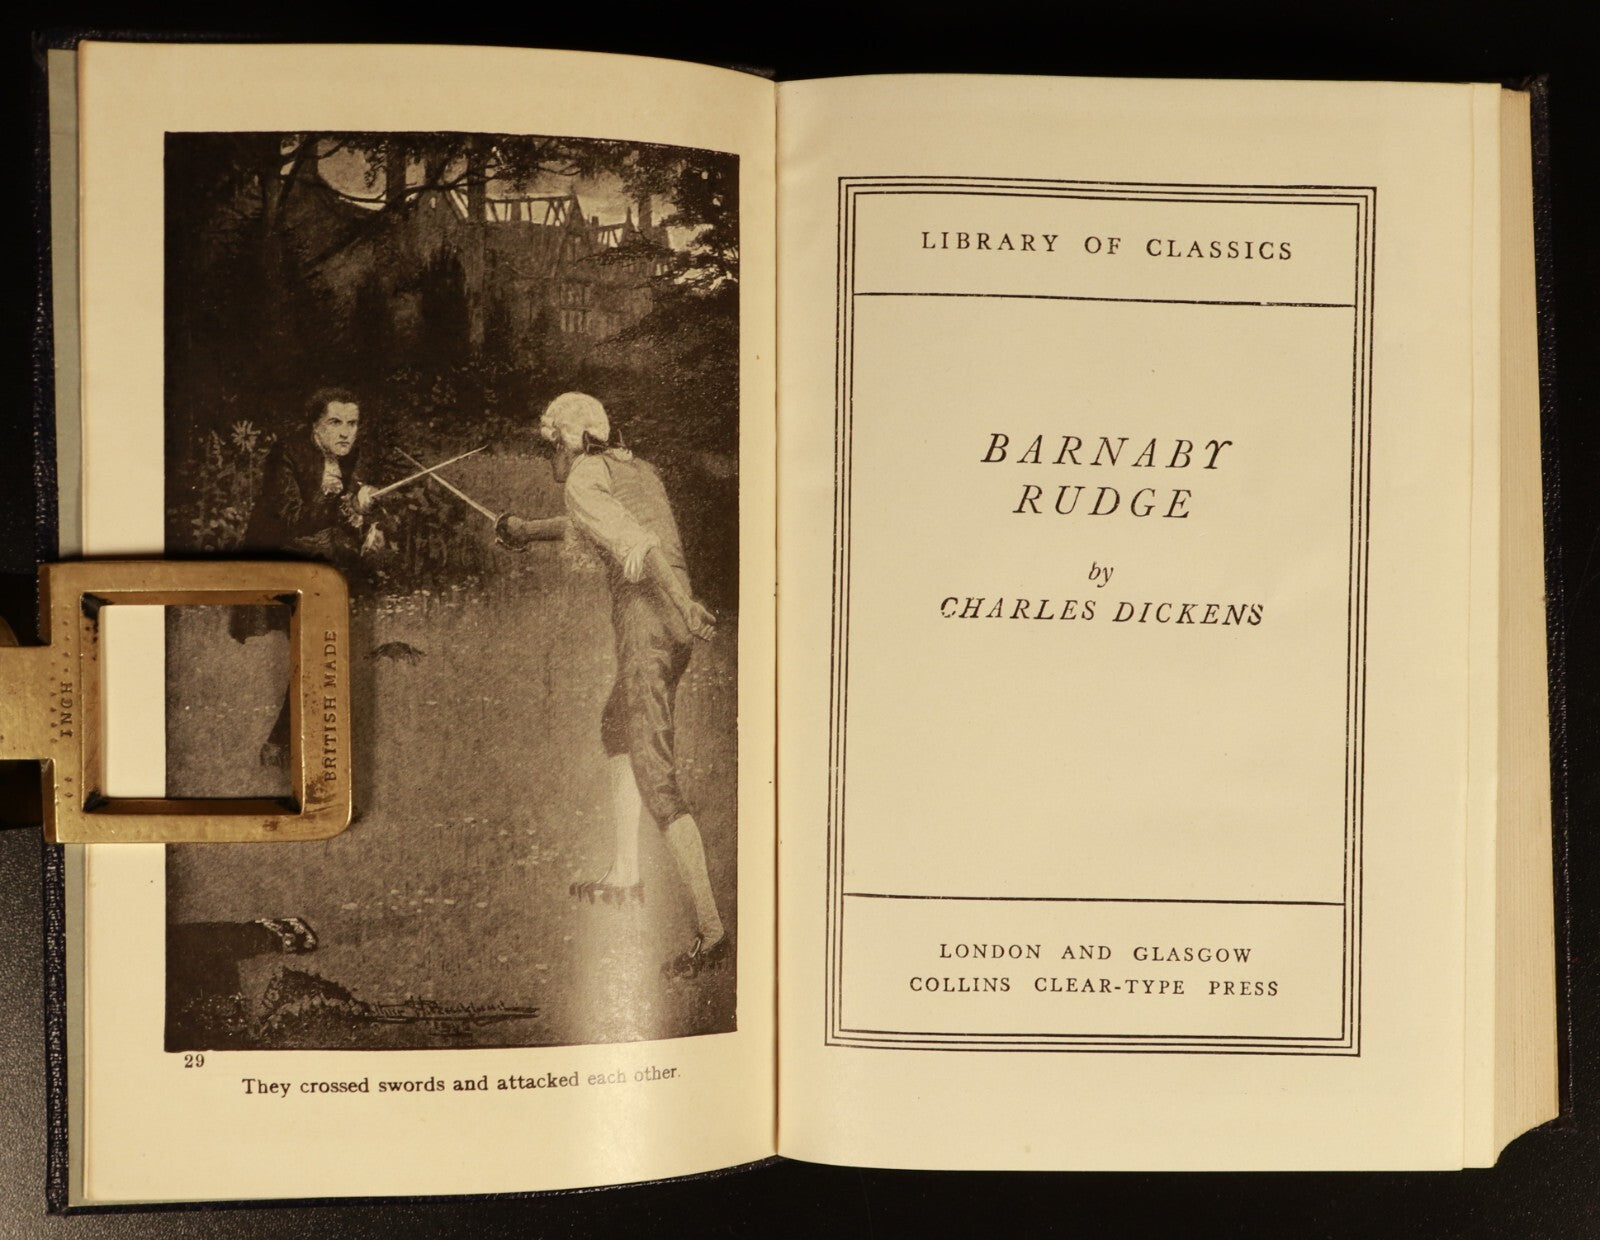 29
They crossed swords and attacked each other.
INCH
BRITISH MADE
LIBRARY OF CLASSICS
BARNABY
RUDGE
by
CHARLES DICKENS
LONDON AND GLASGOW
COLLINS CLEAR-TYPE PRESS